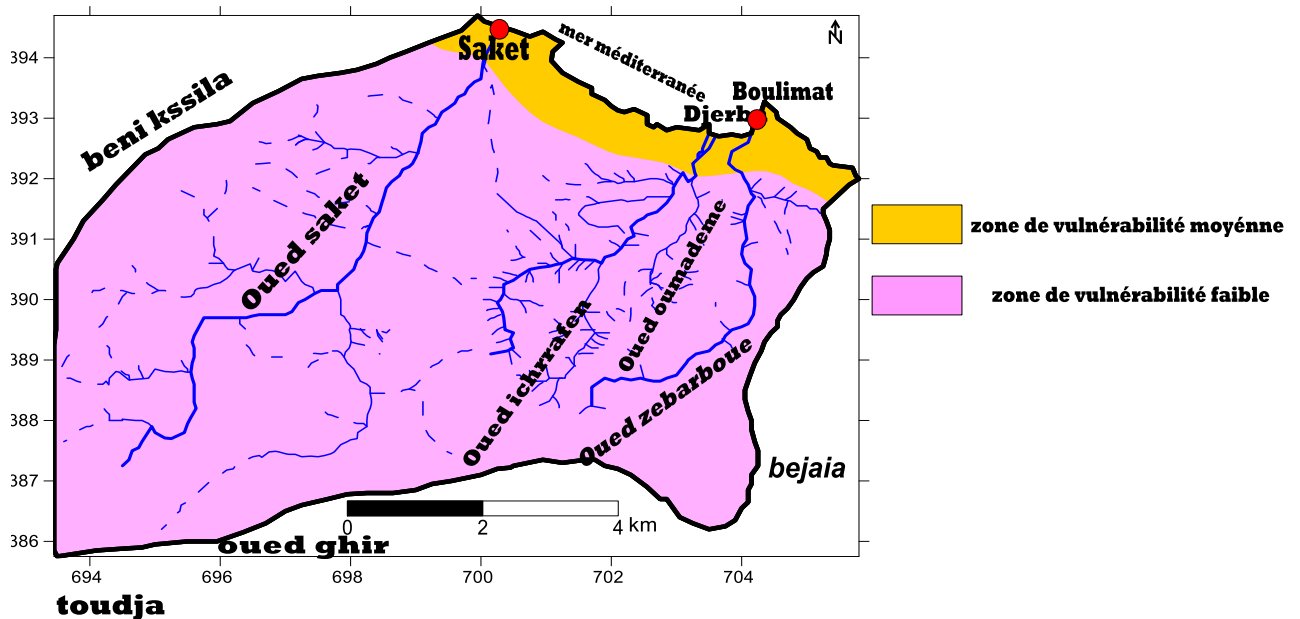 N
394
393
392
391
390
389
388
387
386
694
696
698
700
702
704
Saket
mer méditerranée
Boulimat
Djerb
beni kssila
Oued saket
Oued ichrrafen
Oued oumademe
Oued zebarboue
bejaia
0
2
4 km
oued ghir
toudja
zone de vulnérabilité moyénne
zone de vulnérabilité faible